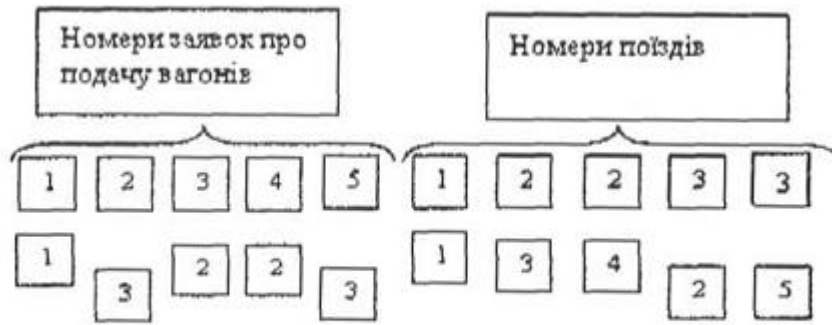 Номери заявок про
подачу вагонів
Номери поїздів
1 2 3 4 5 1 2 2 3 3
1 3 2 2 3 1 3 4 2 5